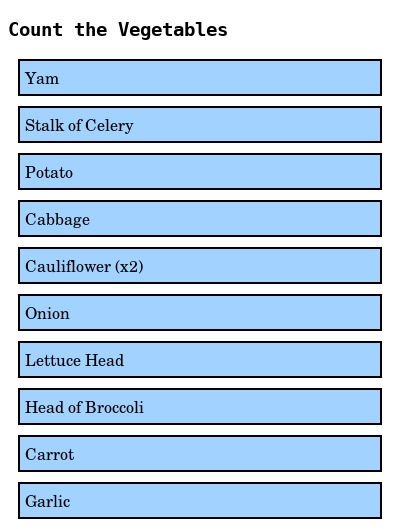 Count the Vegetables
Yam
Stalk of Celery
Potato
Cabbage
Cauliflower (x2)
Onion
Lettuce Head
Head of Broccoli
Carrot
Garlic